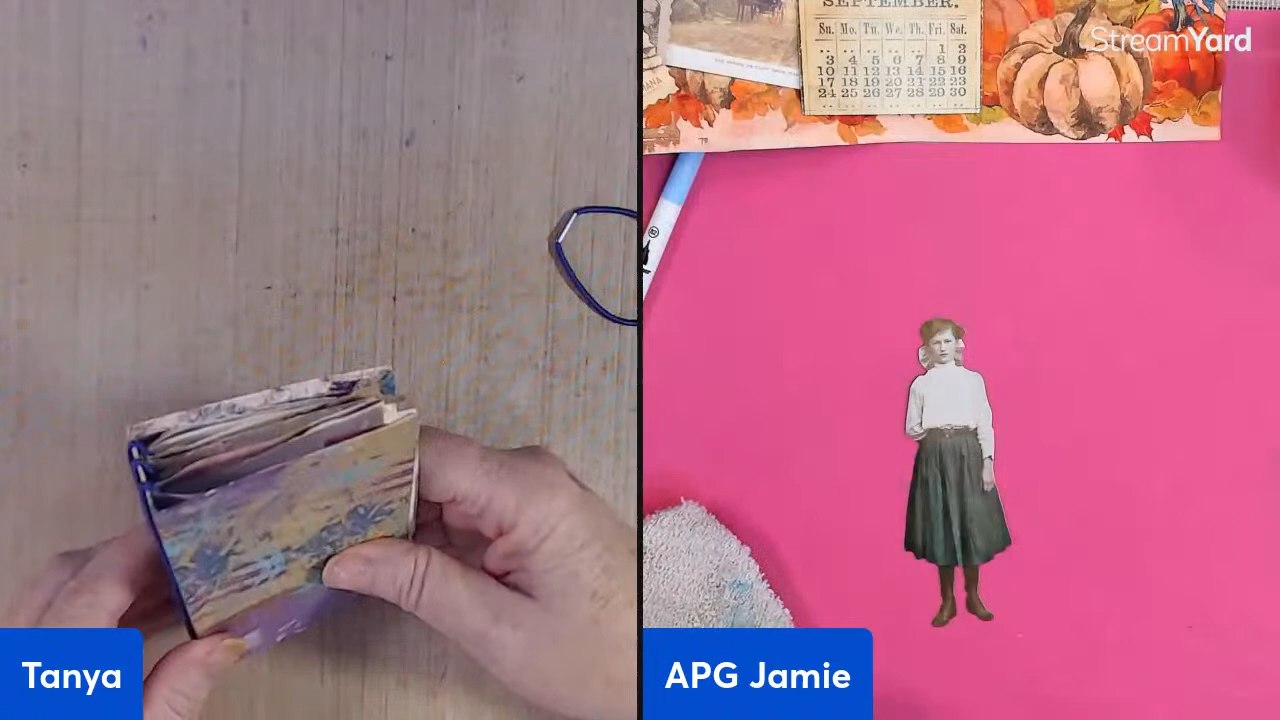 StreamYard
SEPTEMBER.
Su. Mo. Tu. We. Th. Fri. Sat.
.. .. .. .. .. 1 2
3 4 5 6 7 8 9
10 11 12 13 14 15 16
17 18 19 20 21 22 23
24 25 26 27 28 29 30
Tanya
APG Jamie